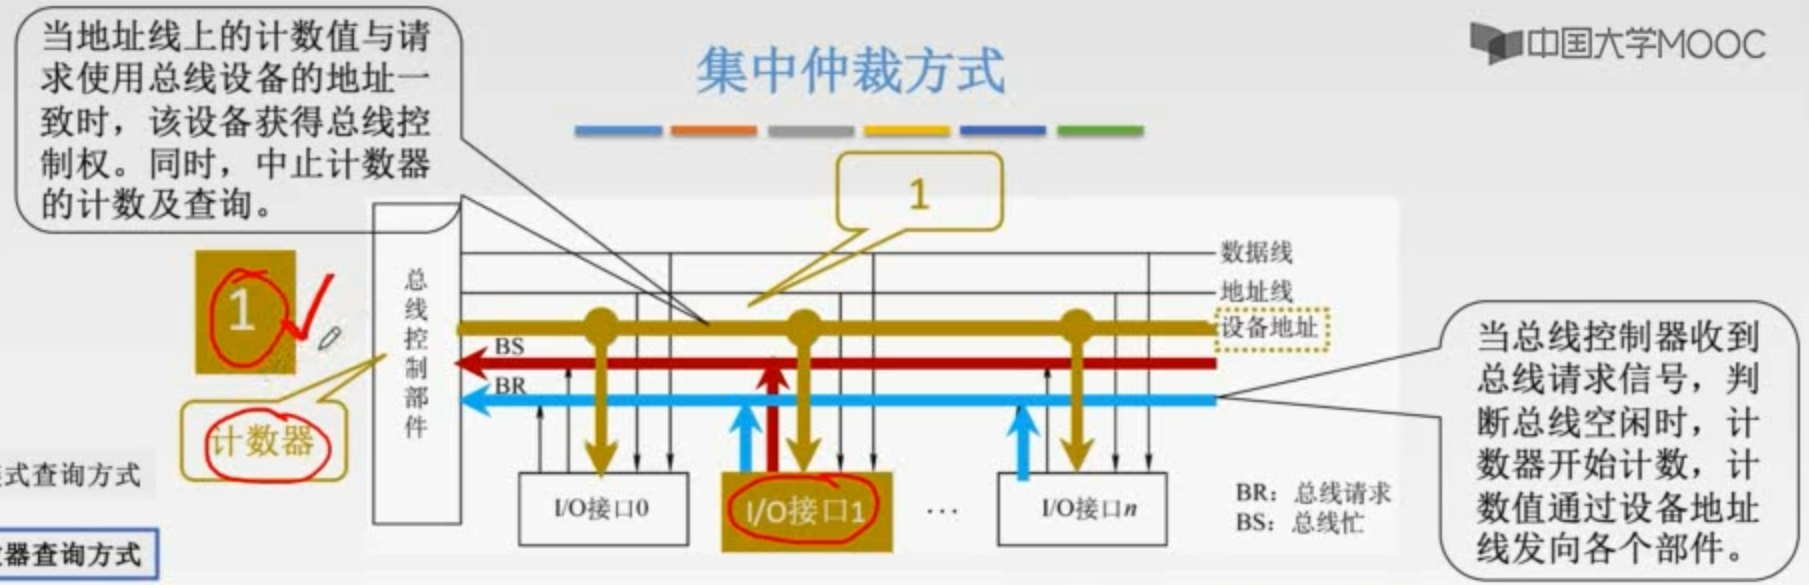 当地址线上的计数值与请
求使用总线设备的地址一
致时，该设备获得总线控
制权。同时，中止计数器
的计数及查询。
集中仲裁方式
中国大学MOOC
1
1
计数器
总线控制部件
数据线
地址线
设备地址
BS
BR
I/O接口0
I/O接口1
...
I/O接口n
BR：总线请求
BS：总线忙
当总线控制器收到
总线请求信号，判
断总线空闲时，计
数器开始计数，计
数值通过设备地址
线发向各个部件。
式查询方式
器查询方式